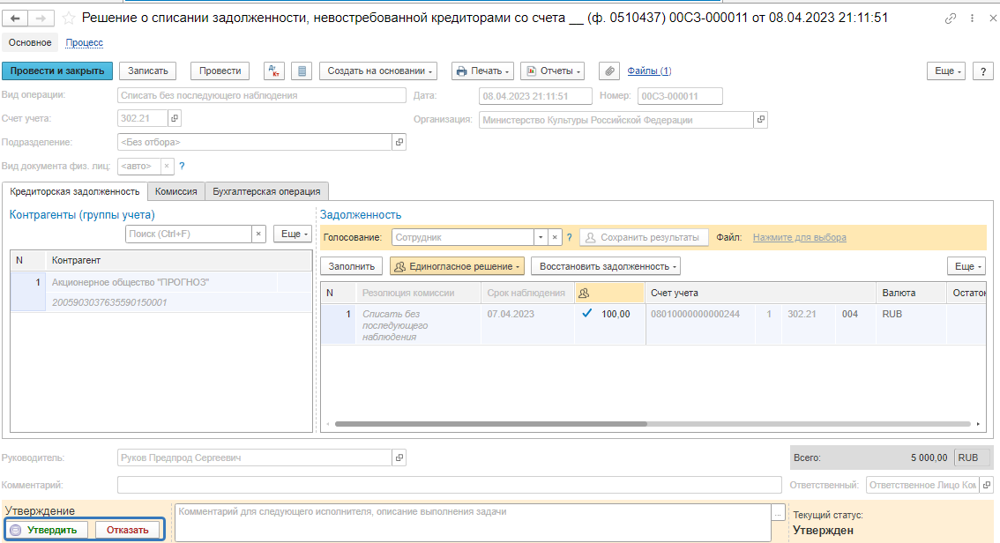 Решение о списании задолженности, невостребованной кредиторами со счета __ (ф. 0510437) 00СЗ-000011 от 08.04.2023 21:11:51
Основное Процесс
Провести и закрыть Записать Провести Дт Кт Создать на основании Печать Отчеты Файлы (1) Еще ?
Вид операции: Списать без последующего наблюдения Дата: 08.04.2023 21:11:51 Номер: 00СЗ-000011
Счет учета: 302.21 Организация: Министерство Культуры Российской Федерации
Подразделение: <Без отбора>
Вид документа физ. лиц: <авто> × ?
Кредиторская задолженность Комиссия Бухгалтерская операция
Контрагенты (группы учета) Задолженность
Поиск (Ctrl+F) × Еще Голосование: Сотрудник × ? Сохранить результаты Файл: Нажмите для выбора
Заполнить Единогласное решение Восстановить задолженность Еще
N Контрагент
1 Акционерное общество "ПРОГНОЗ"
2005903037635590150001
N Резолюция комиссии Срок наблюдения Счет учета Валюта Остаток
1 Списать без 07.04.2023 100,00 08010000000000244 1 302.21 004 RUB
последующего
наблюдения
Руководитель: Руков Предпрод Сергеевич Всего: 5 000,00 RUB
Комментарий: Ответственный: Ответственное Лицо Ком
Утверждение Комментарий для следующего исполнителя, описание выполнения задачи ... Текущий статус:
Утвердить Отказать Утвержден